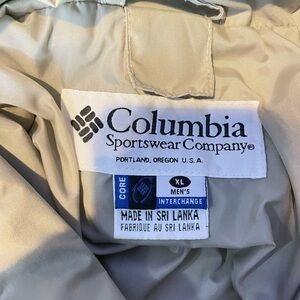 Columbia
Sportswear Company®
PORTLAND, OREGON U.S.A.
CORE
XL
MEN'S
INTERCHANGE
MADE IN SRI LANKA
FABRIQUE AU SRI LANKA